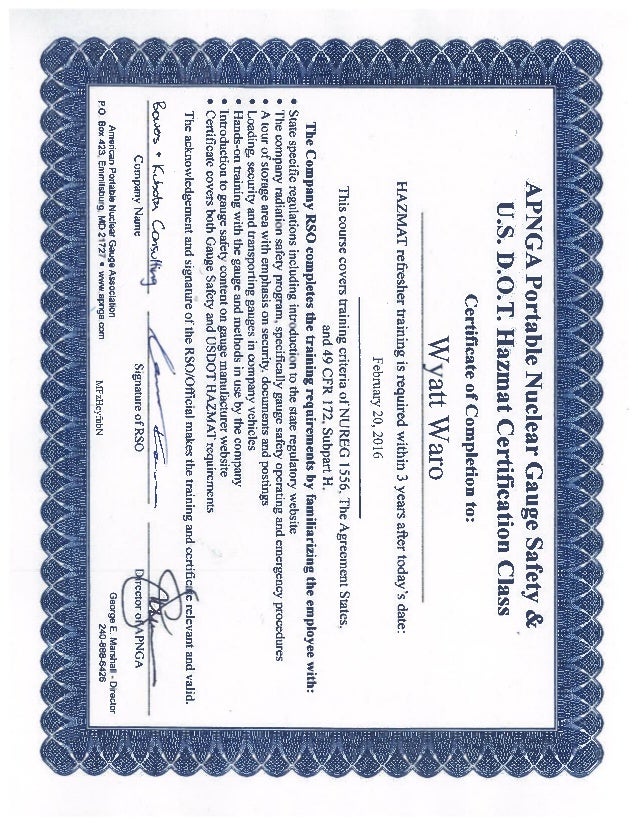 APNGA Portable Nuclear Gauge Safety &
U.S. D.O.T. Hazmat Certification Class
Certificate of Completion to:
Wyatt Waro
HAZMAT refresher training is required within 3 years after today's date:
February 20, 2016
This course covers training criteria of NUREG 1556, The Agreement States,
and 49 CFR 172, Subpart H.
The Company RSO completes the training requirements by familiarizing the employee with:
• State specific regulations including introduction to the state regulatory website
• The company radiation safety program, specifically gauge safety operating and emergency procedures
• A tour of storage area with emphasis on security, documents and postings
• Loading, security and transporting gauges in company vehicles
• Hands-on training with the gauge and methods in use by the company
• Introduction to gauge safety content on gauge manufacturer website
• Certificate covers both Gauge Safety and USDOT HAZMAT requirements
The acknowledgement and signature of the RSO/Official makes the training and certificate relevant and valid.
Bowers + Kubota Consulting
Company Name
Signature of RSO
Director of APNGA
American Portable Nuclear Gauge Association
P.O. Box 423, Emmitsburg, MD 21727 • www.apnga.com
George E. Marshall - Director
240-888-6426